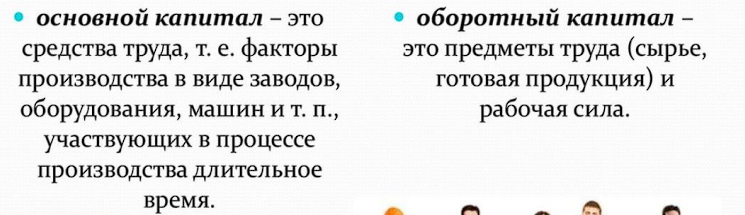 основной капитал – это
средства труда, т. е. факторы
производства в виде заводов,
оборудования, машин и т. п.,
участвующих в процессе
производства длительное
время.
оборотный капитал –
это предметы труда (сырье,
готовая продукция) и
рабочая сила.